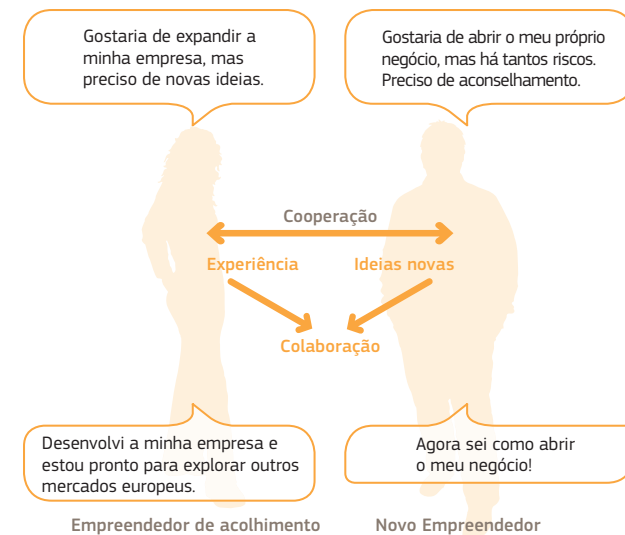 Gostaria de expandir a
minha empresa, mas
preciso de novas ideias.
Gostaria de abrir o meu próprio
negócio, mas há tantos riscos.
Preciso de aconselhamento.
Cooperação
Experiência
Ideias novas
Colaboração
Desenvolvi a minha empresa e
estou pronto para explorar outros
mercados europeus.
Agora sei como abrir
o meu negócio!
Empreendedor de acolhimento
Novo Empreendedor